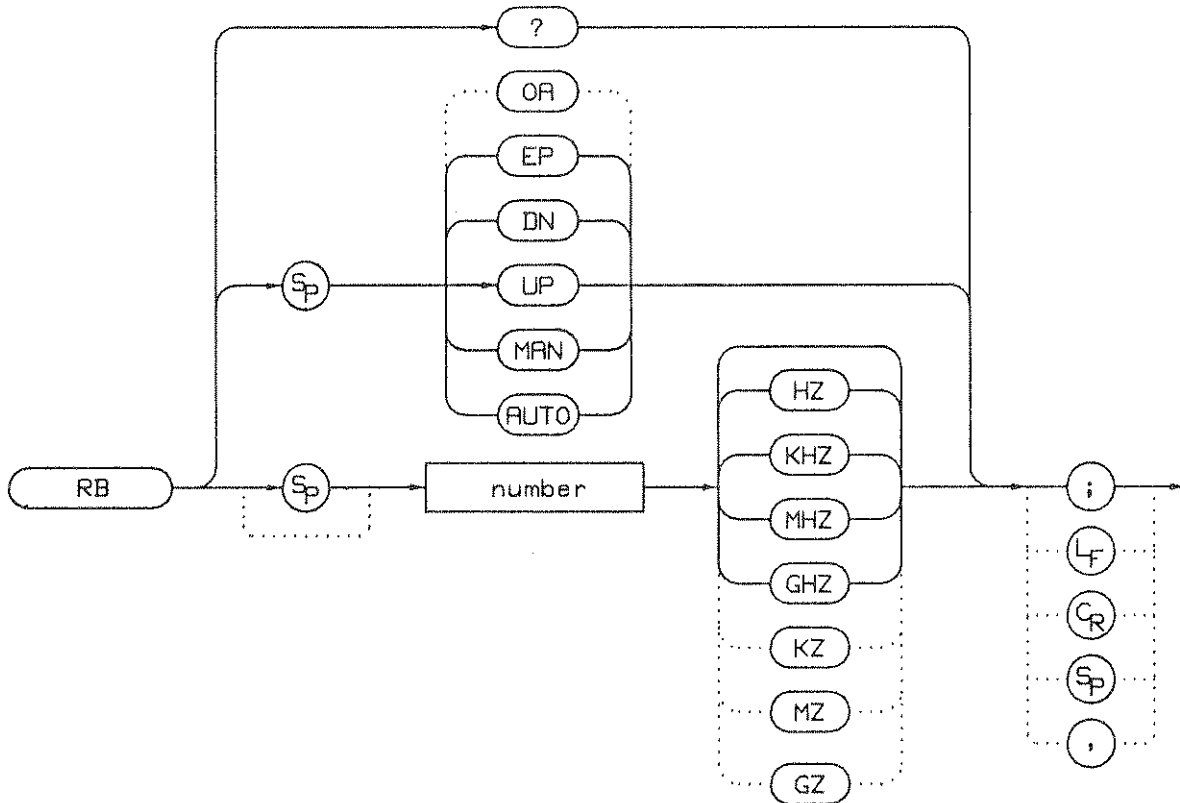 ?
OA
EP
DN
SP
UP
MAN
AUTO
HZ
KHZ
RB
SP
number
;
MHZ
LF
GHZ
CR
KZ
SP
MZ
,
GZ